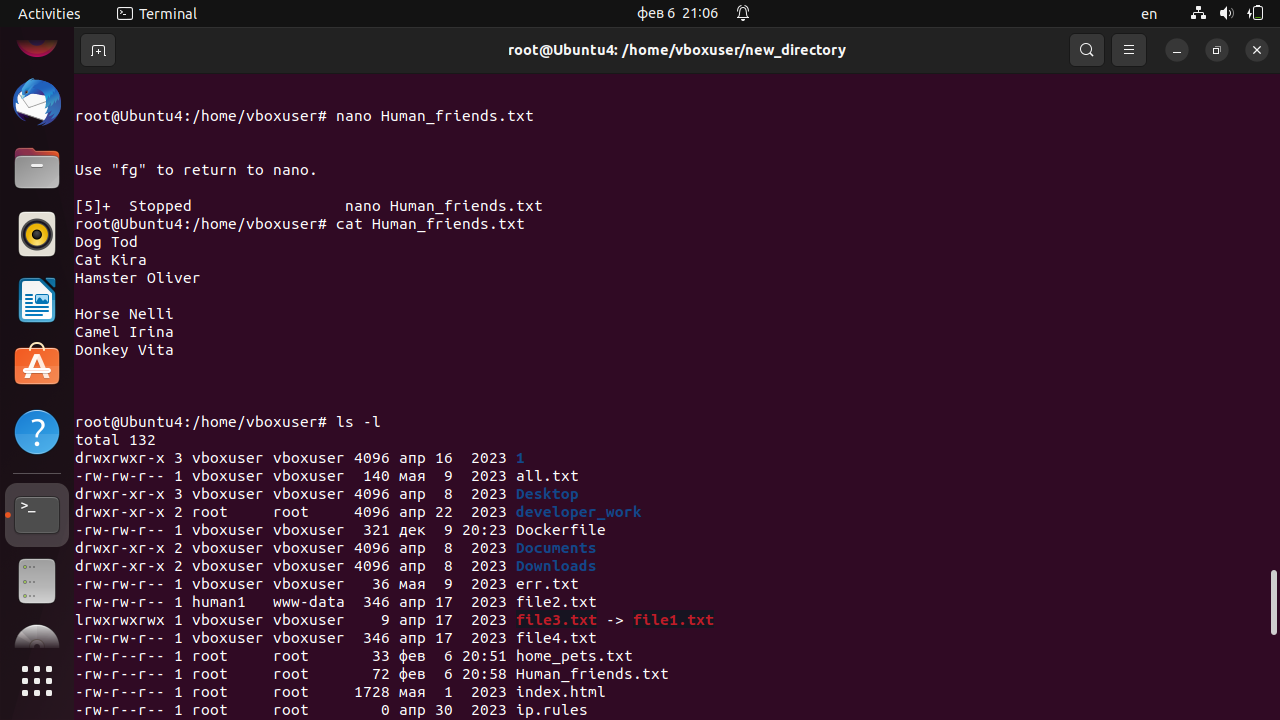 Activities Terminal фев 6 21:06 en
root@Ubuntu4: /home/vboxuser/new_directory
root@Ubuntu4:/home/vboxuser# nano Human_friends.txt
Use "fg" to return to nano.
[5]+  Stopped                 nano Human_friends.txt
root@Ubuntu4:/home/vboxuser# cat Human_friends.txt
Dog Tod
Cat Kira
Hamster Oliver
Horse Nelli
Camel Irina
Donkey Vita
root@Ubuntu4:/home/vboxuser# ls -l
total 132
drwxrwxr-x 3 vboxuser vboxuser 4096 апр 16  2023 1
-rw-rw-r-- 1 vboxuser vboxuser  140 мая  9  2023 all.txt
drwxr-xr-x 3 vboxuser vboxuser 4096 апр  8  2023 Desktop
drwxr-xr-x 2 root     root     4096 апр 22  2023 developer_work
-rw-rw-r-- 1 vboxuser vboxuser  321 дек  9 20:23 Dockerfile
drwxr-xr-x 2 vboxuser vboxuser 4096 апр  8  2023 Documents
drwxr-xr-x 2 vboxuser vboxuser 4096 апр  8  2023 Downloads
-rw-rw-r-- 1 vboxuser vboxuser   36 мая  9  2023 err.txt
-rw-rw-r-- 1 human1   www-data  346 апр 17  2023 file2.txt
lrwxrwxrwx 1 vboxuser vboxuser    9 апр 17  2023 file3.txt -> file1.txt
-rw-rw-r-- 1 vboxuser vboxuser  346 апр 17  2023 file4.txt
-rw-r--r-- 1 root     root       33 фев  6 20:51 home_pets.txt
-rw-r--r-- 1 root     root       72 фев  6 20:58 Human_friends.txt
-rw-r--r-- 1 root     root     1728 мая  1  2023 index.html
-rw-r--r-- 1 root     root        0 апр 30  2023 ip.rules